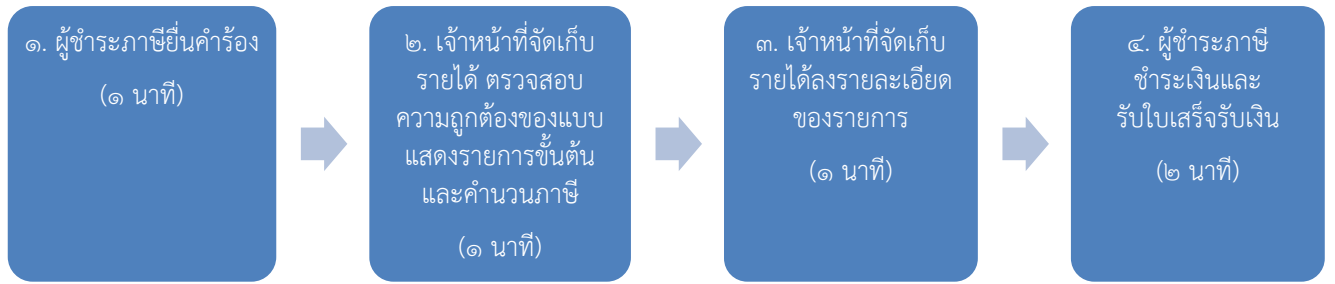 ๑. ผู้ชำระภาษียื่นคำร้อง
(๑ นาที)
๒. เจ้าหน้าที่จัดเก็บ
รายได้ ตรวจสอบ
ความถูกต้องของแบบ
แสดงรายการขั้นต้น
และคำนวนภาษี
(๑ นาที)
๓. เจ้าหน้าที่จัดเก็บ
รายได้ลงรายละเอียด
ของรายการ
(๑ นาที)
๔. ผู้ชำระภาษี
ชำระเงินและ
รับใบเสร็จรับเงิน
(๒ นาที)